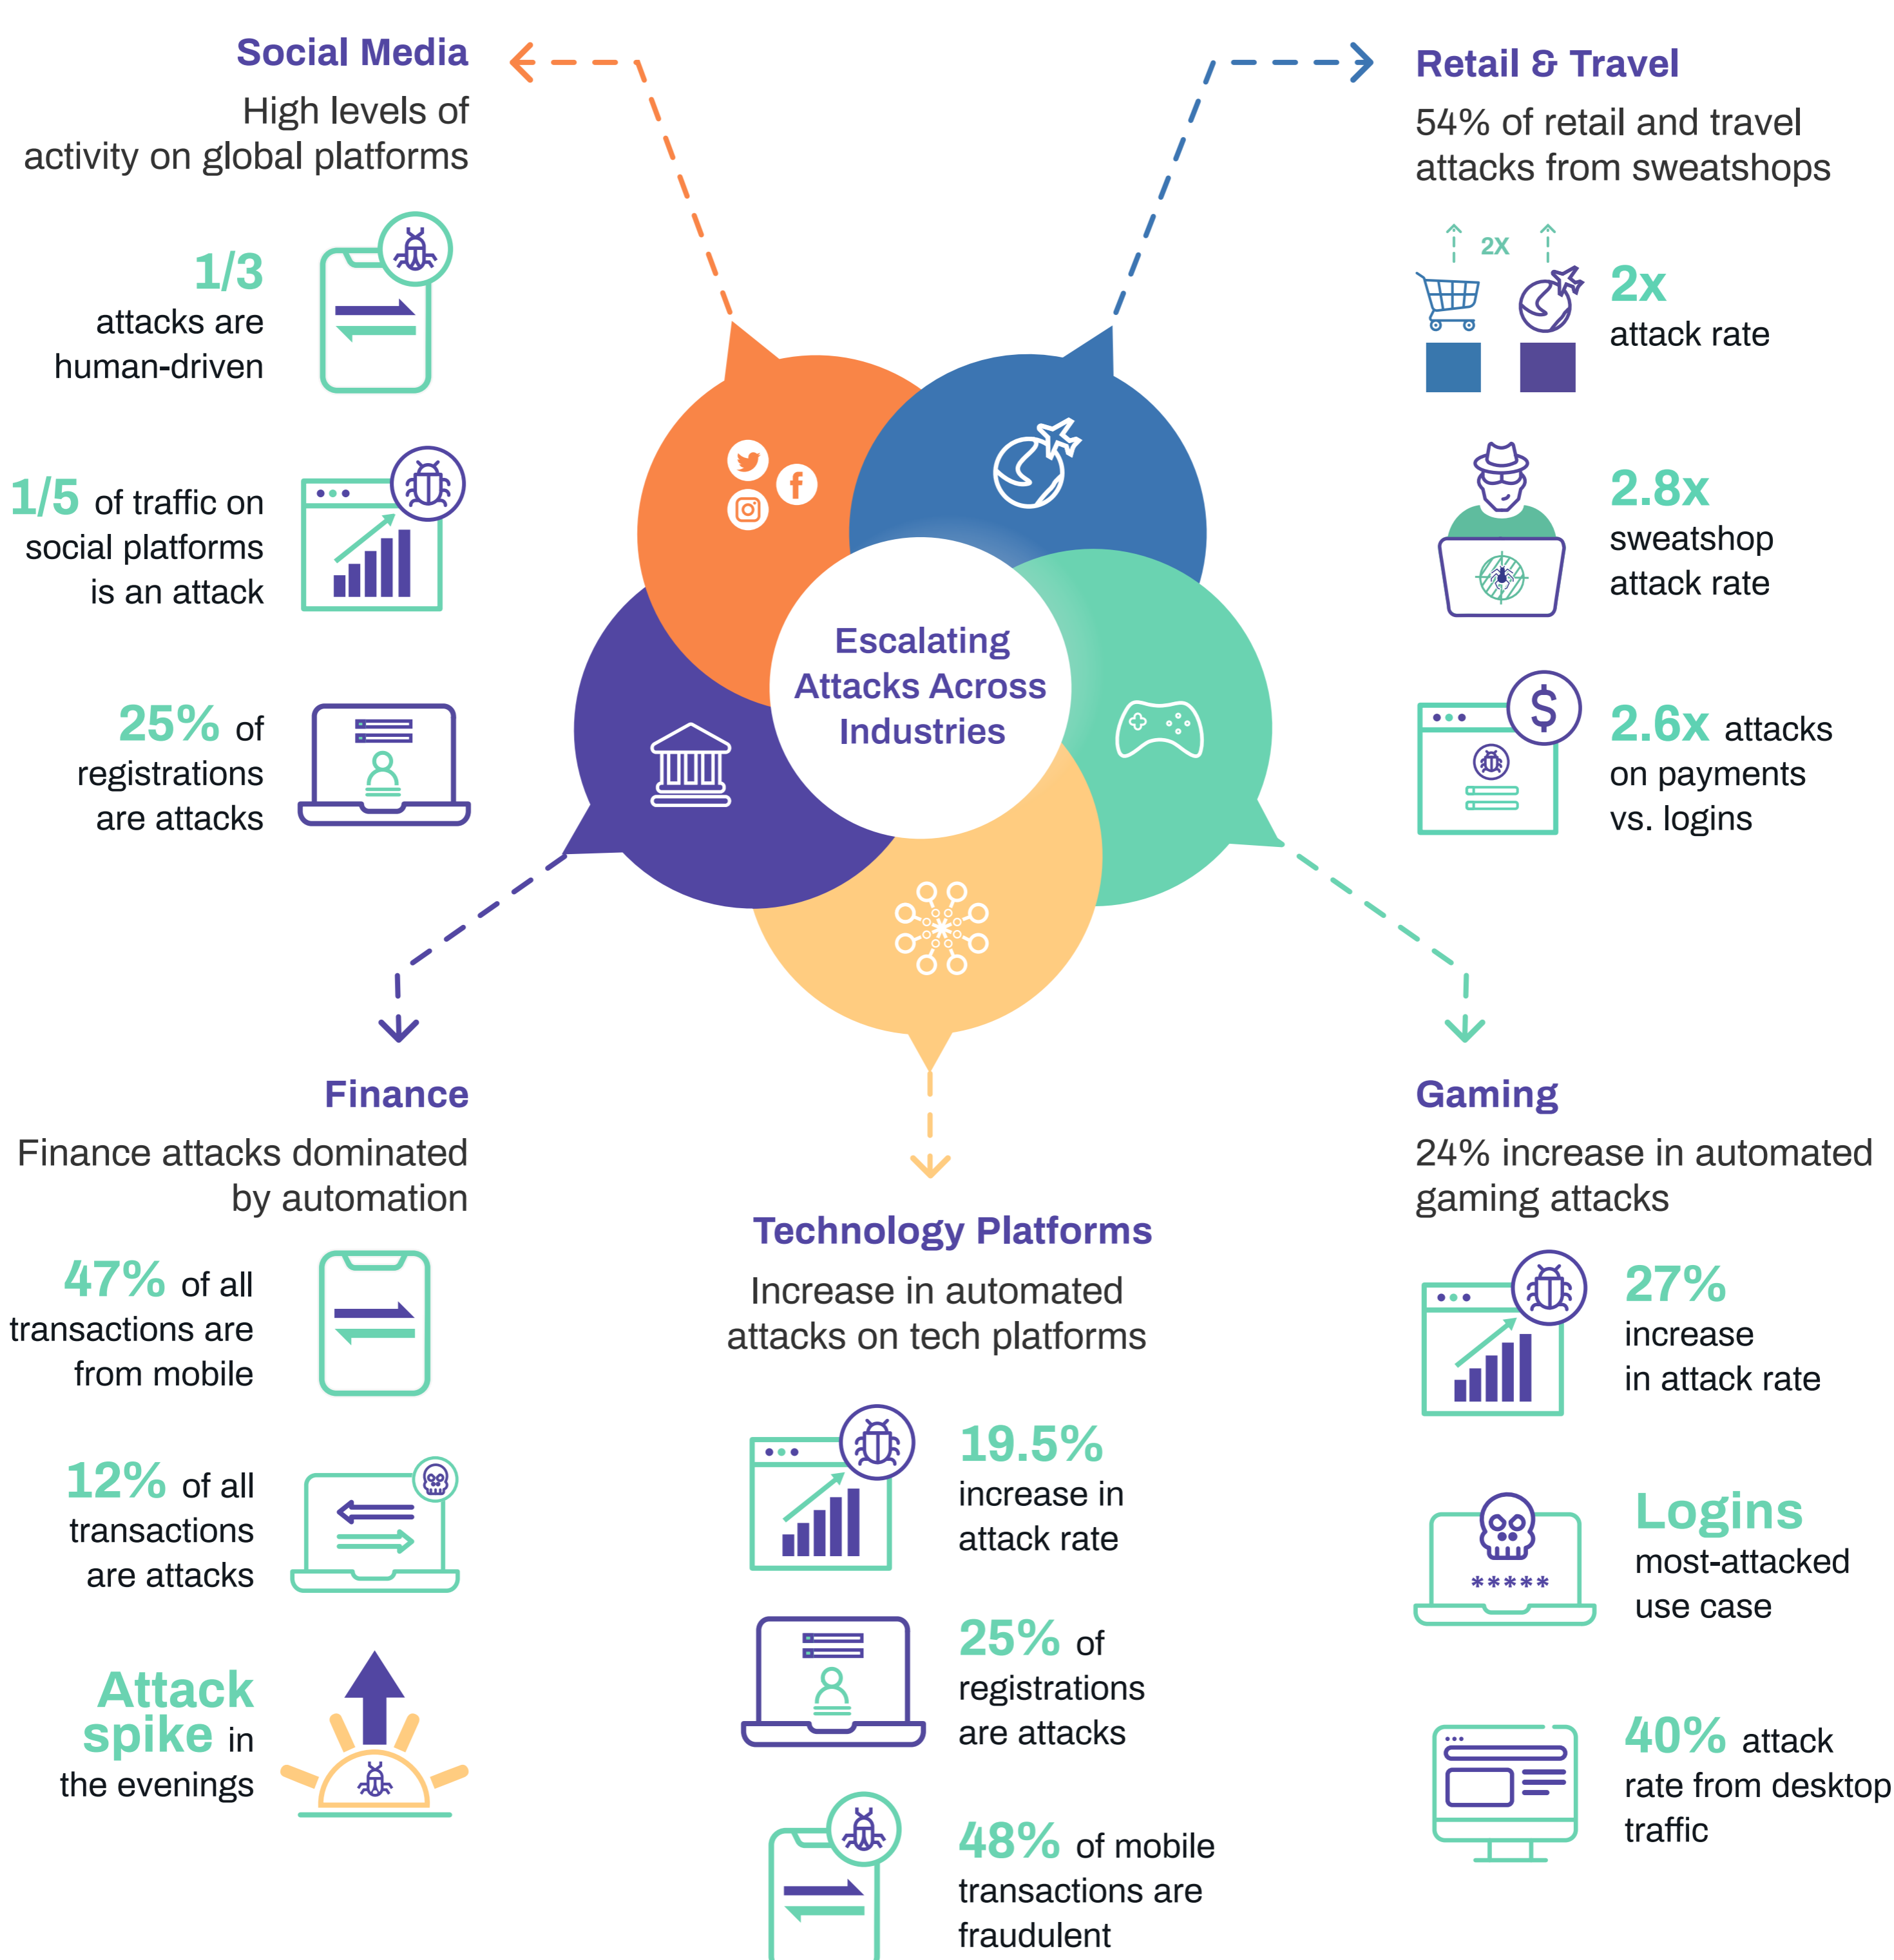 Social Media
High levels of
activity on global platforms
1/3
attacks are
human-driven
1/5 of traffic on
social platforms
is an attack
25% of
registrations
are attacks
Retail & Travel
54% of retail and travel
attacks from sweatshops
2X
2x
attack rate
2.8x
sweatshop
attack rate
$
2.6x attacks
on payments
vs. logins
Escalating
Attacks Across
Industries
Finance
Finance attacks dominated
by automation
47% of all
transactions are
from mobile
12% of all
transactions
are attacks
Attack
spike in
the evenings
Technology Platforms
Increase in automated
attacks on tech platforms
19.5%
increase in
attack rate
25% of
registrations
are attacks
48% of mobile
transactions are
fraudulent
Gaming
24% increase in automated
gaming attacks
27%
increase
in attack rate
*****
Logins
most-attacked
use case
40% attack
rate from desktop
traffic